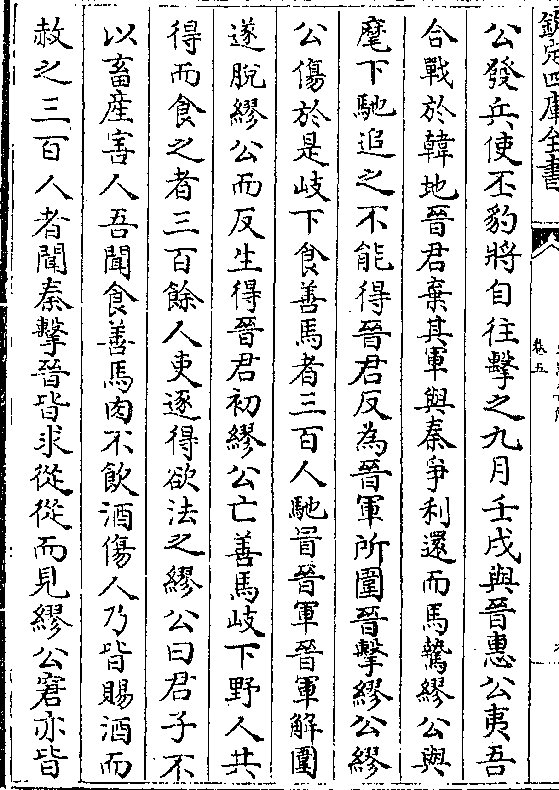 欽定四庫全書
卷五
公發兵使丕豹將自往擊之九月壬戌與晉惠公夷吾
合戰於韓地晉君棄其軍與秦爭利還而馬驇繆公與
麾下馳追之不能得晉君反為晉軍所圍晉擊繆公繆
公傷於是岐下食善馬者三百人馳冒晉軍晉軍解圍
遂脫繆公而反生得晉君初繆公亡善馬岐下野人共
得而食之者三百餘人吏逐得欲法之繆公曰君子不
以畜産害人吾聞食善馬肉不飲酒傷人乃皆賜酒而
赦之三百人者聞秦擊晉皆求從從而見繆公窘亦皆